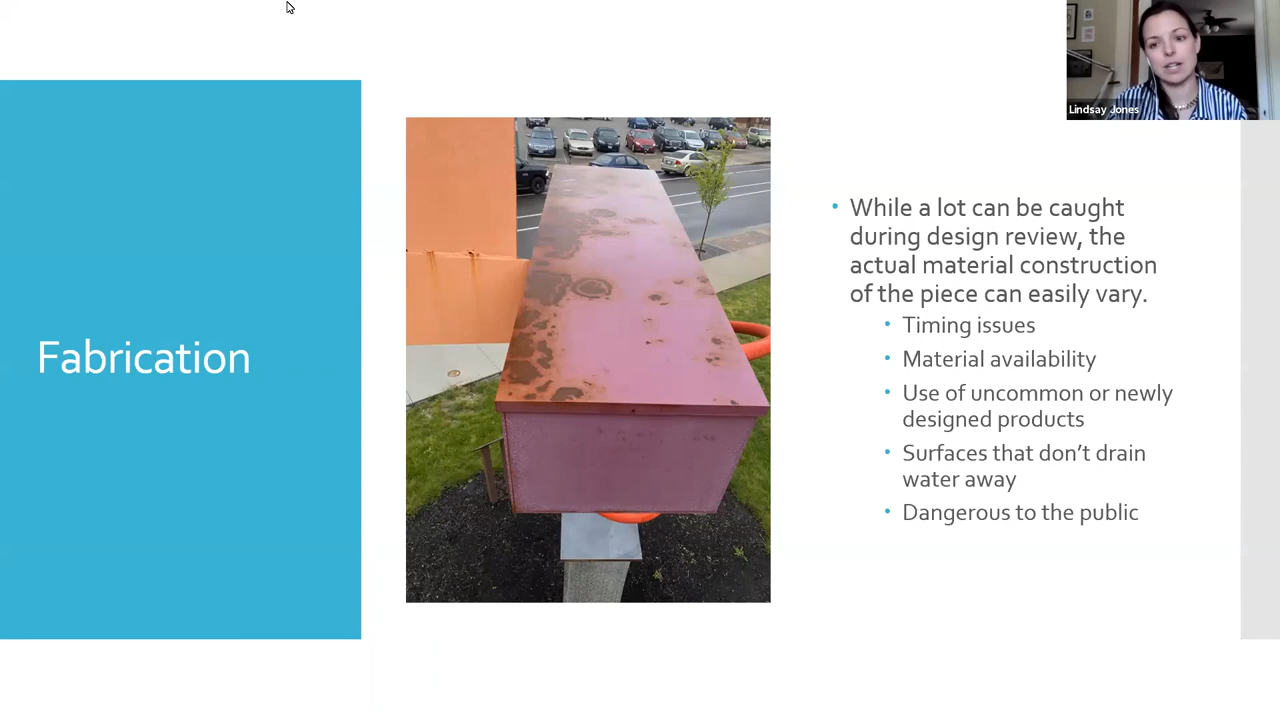 Lindsay Jones
Fabrication
• While a lot can be caught
during design review, the
actual material construction
of the piece can easily vary.
• Timing issues
• Material availability
• Use of uncommon or newly
designed products
• Surfaces that don’t drain
water away
• Dangerous to the public